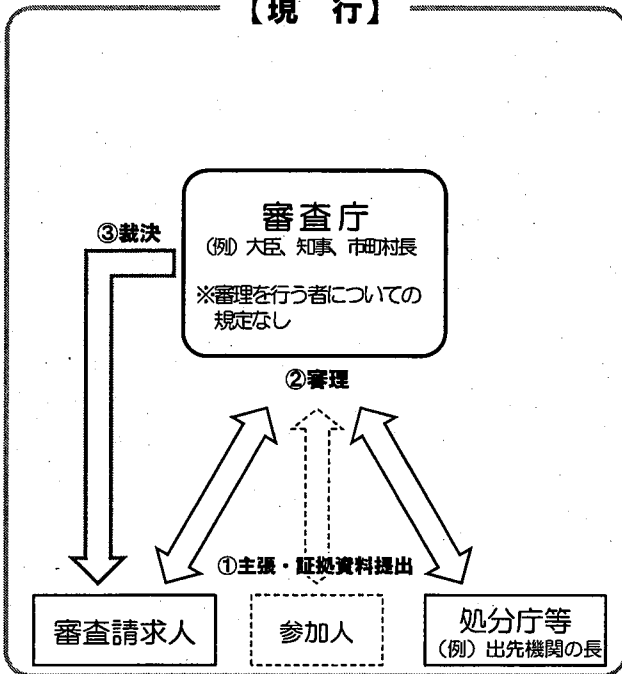 【現　行】
審査庁
(例) 大臣、知事、市町村長
※審理を行う者についての
規定なし
③裁決
②審理
①主張・証拠資料提出
審査請求人
参加人
処分庁等
(例) 出先機関の長